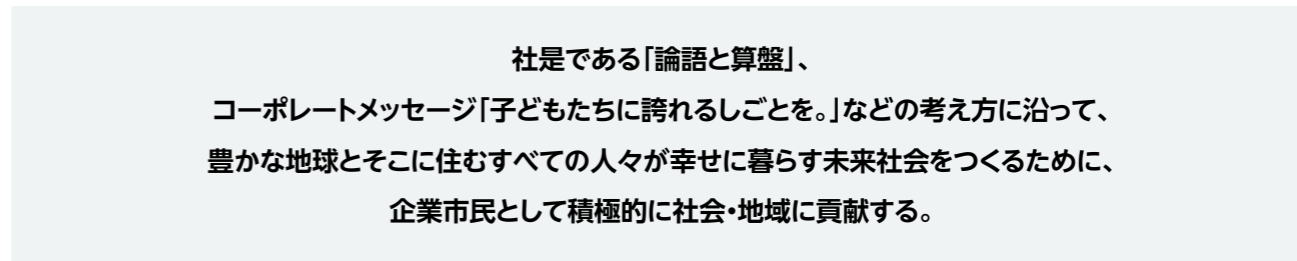 社是である「論語と算盤」、
コーポレートメッセージ「子どもたちに誇れるしごとを。」などの考え方に沿って、
豊かな地球とそこに住むすべての人々が幸せに暮らす未来社会をつくるために、
企業市民として積極的に社会・地域に貢献する。